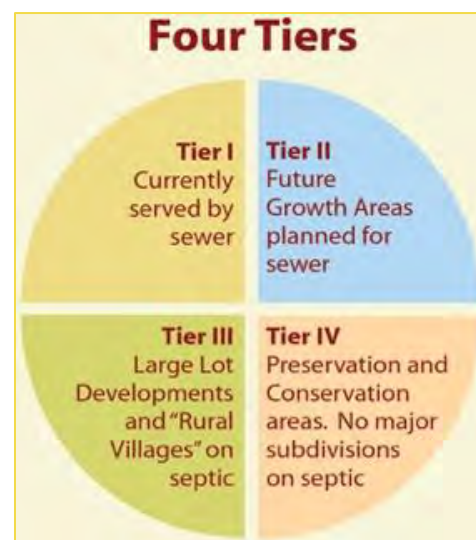 Four Tiers
Tier I
Currently
served by
sewer
Tier II
Future
Growth Areas
planned for
sewer
Tier III
Large Lot
Developments
and "Rural
Villages" on
septic
Tier IV
Preservation and
Conservation
areas. No major
subdivisions
on septic